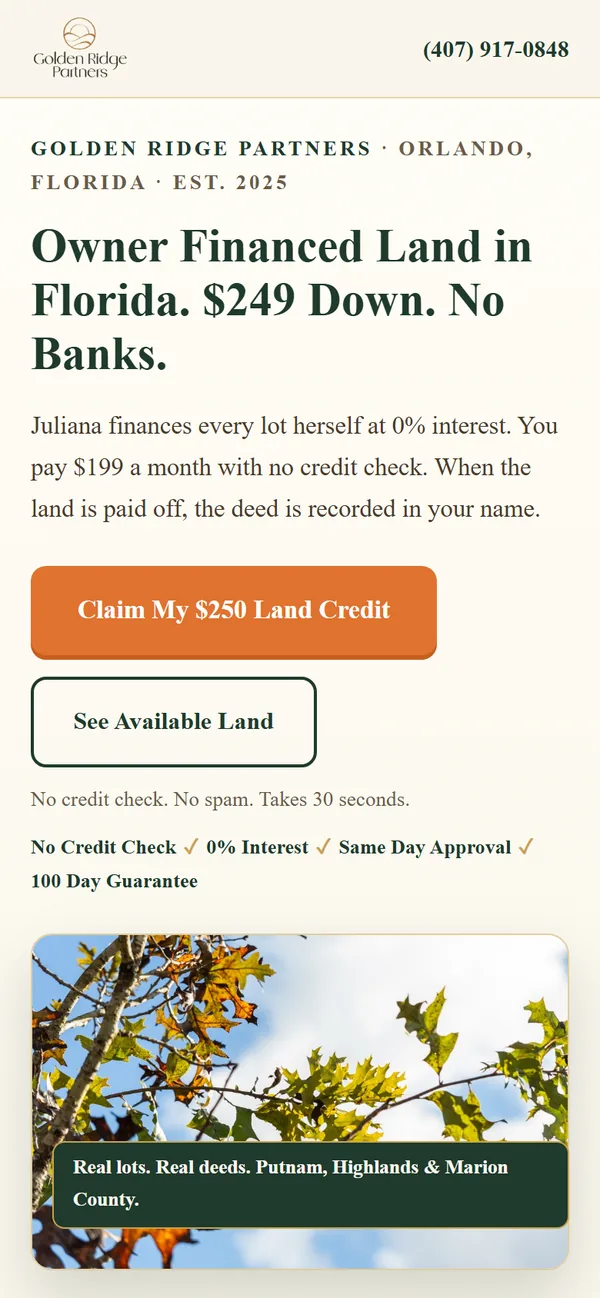 Golden Ridge
Partners
(407) 917-0848
GOLDEN RIDGE PARTNERS · ORLANDO,
FLORIDA · EST. 2025
Owner Financed Land in
Florida. $249 Down. No
Banks.
Juliana finances every lot herself at 0% interest. You
pay $199 a month with no credit check. When the
land is paid off, the deed is recorded in your name.
Claim My $250 Land Credit
See Available Land
No credit check. No spam. Takes 30 seconds.
No Credit Check ✓ 0% Interest ✓ Same Day Approval ✓
100 Day Guarantee
Real lots. Real deeds. Putnam, Highlands & Marion
County.